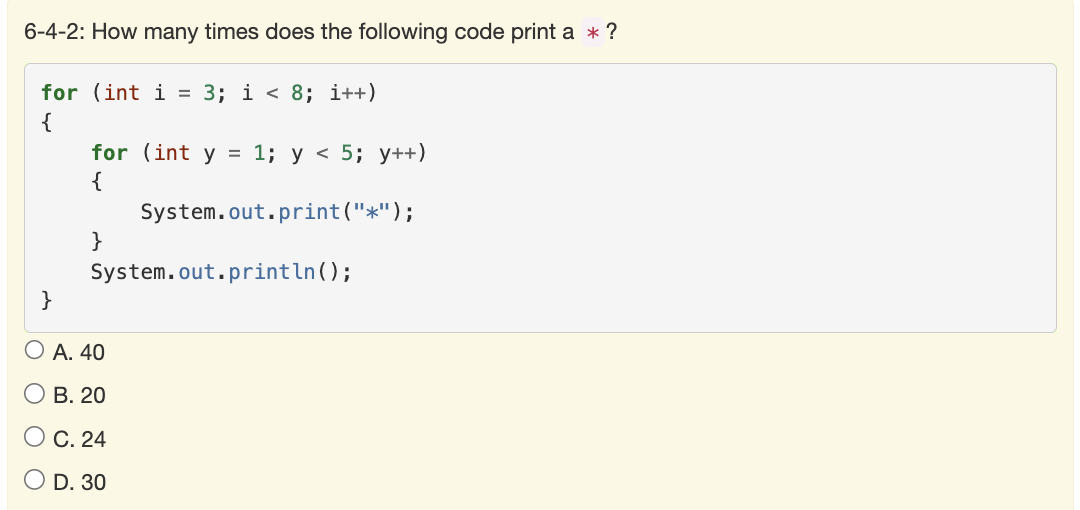 6-4-2: How many times does the following code print a * ?
for (int i = 3; i < 8; i++)
{
    for (int y = 1; y < 5; y++)
    {
        System.out.print("*");
    }
    System.out.println();
}
A. 40
B. 20
C. 24
D. 30